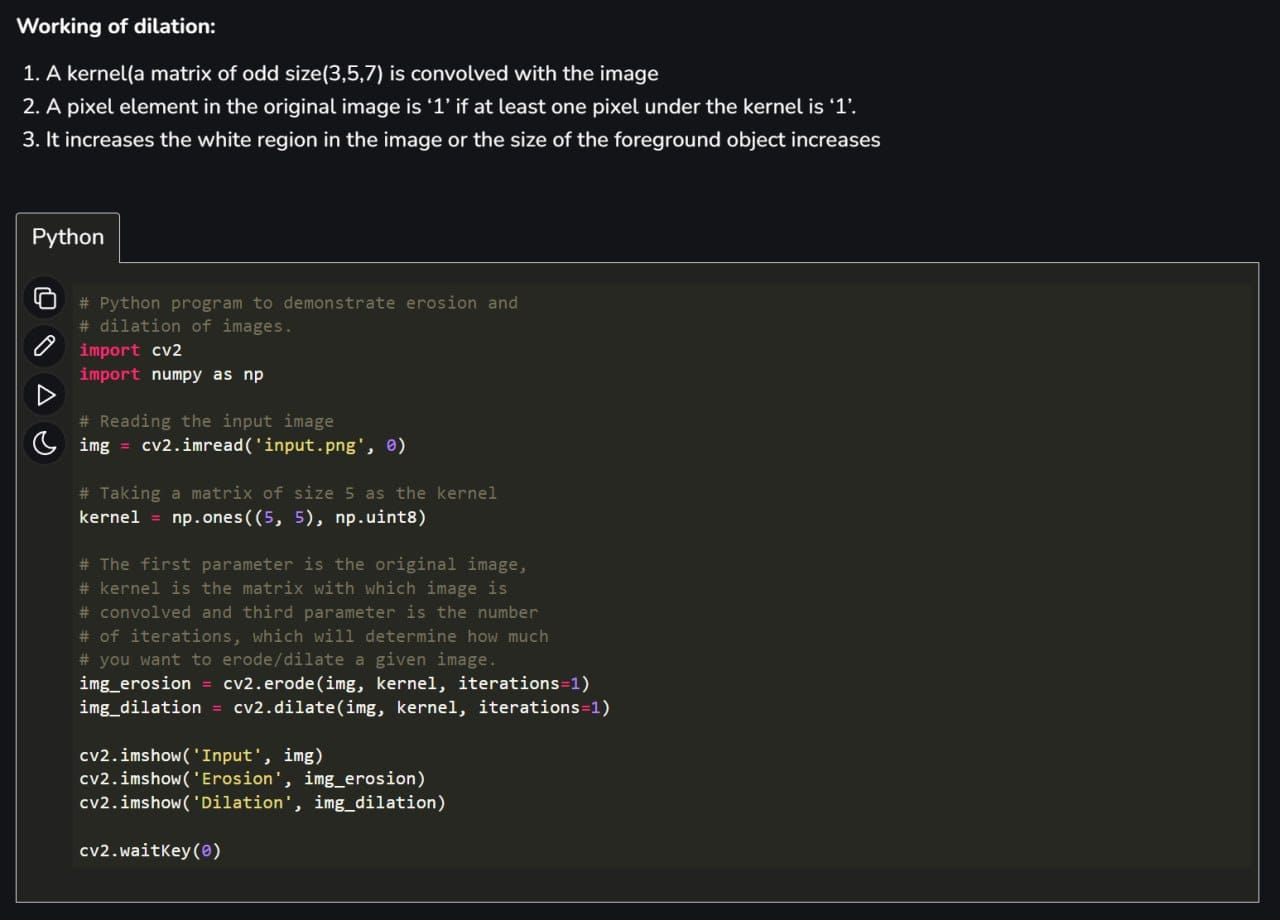 Working of dilation:
1. A kernel(a matrix of odd size(3,5,7) is convolved with the image
2. A pixel element in the original image is ‘1’ if at least one pixel under the kernel is ‘1’.
3. It increases the white region in the image or the size of the foreground object increases
Python
# Python program to demonstrate erosion and
# dilation of images.
import cv2
import numpy as np
# Reading the input image
img = cv2.imread('input.png', 0)
# Taking a matrix of size 5 as the kernel
kernel = np.ones((5, 5), np.uint8)
# The first parameter is the original image,
# kernel is the matrix with which image is
# convolved and third parameter is the number
# of iterations, which will determine how much
# you want to erode/dilate a given image.
img_erosion = cv2.erode(img, kernel, iterations=1)
img_dilation = cv2.dilate(img, kernel, iterations=1)
cv2.imshow('Input', img)
cv2.imshow('Erosion', img_erosion)
cv2.imshow('Dilation', img_dilation)
cv2.waitKey(0)